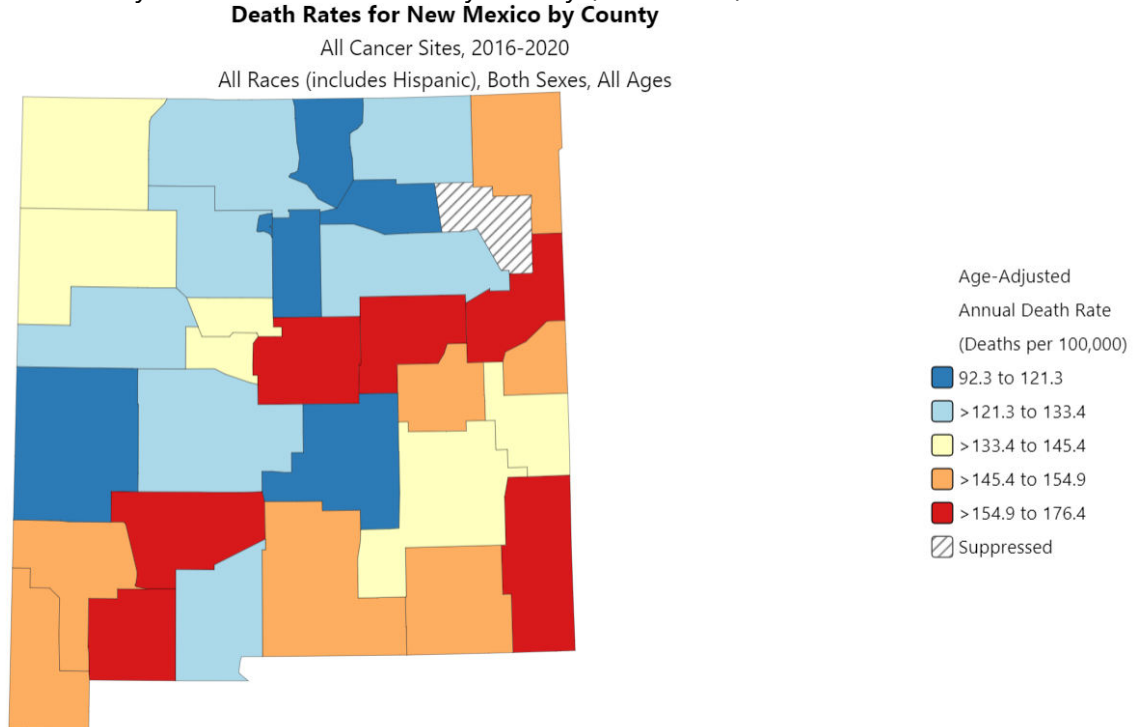 Death Rates for New Mexico by County
All Cancer Sites, 2016-2020
All Races (includes Hispanic), Both Sexes, All Ages
Age-Adjusted
Annual Death Rate
(Deaths per 100,000)
92.3 to 121.3
>121.3 to 133.4
>133.4 to 145.4
>145.4 to 154.9
>154.9 to 176.4
Suppressed